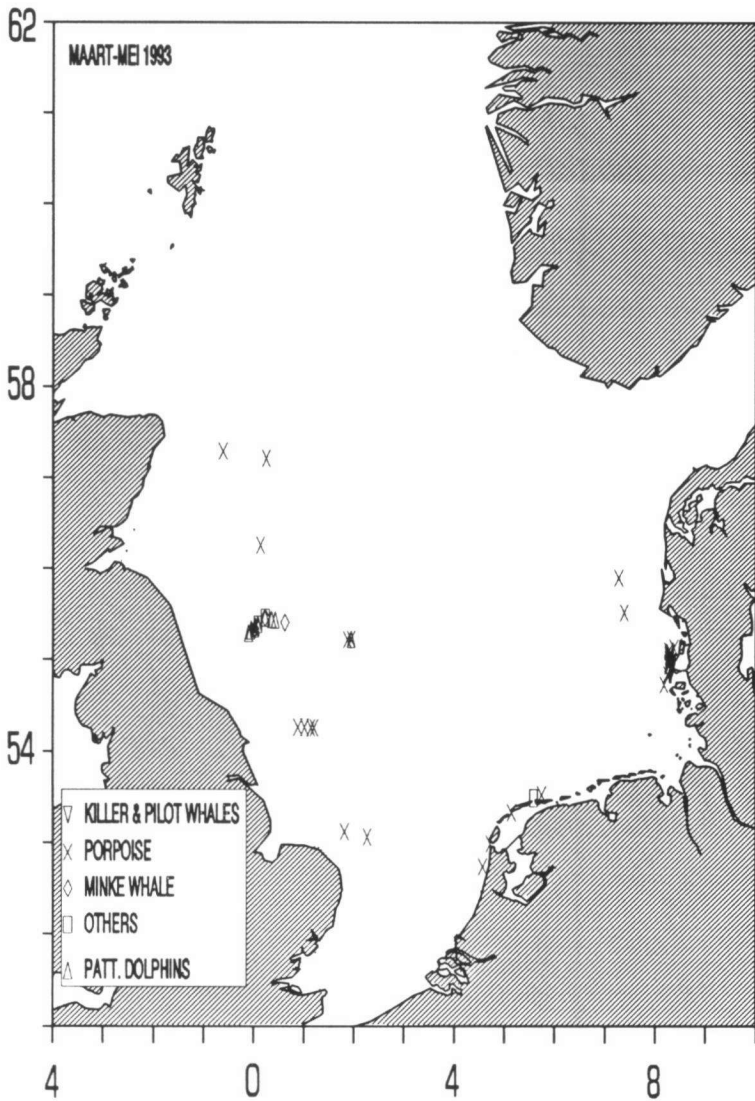 62
MAART-MEI 1993
58
54
KILLER & PILOT WHALES
PORPOISE
MINKE WHALE
OTHERS
PATT. DOLPHINS
4 0 4 8